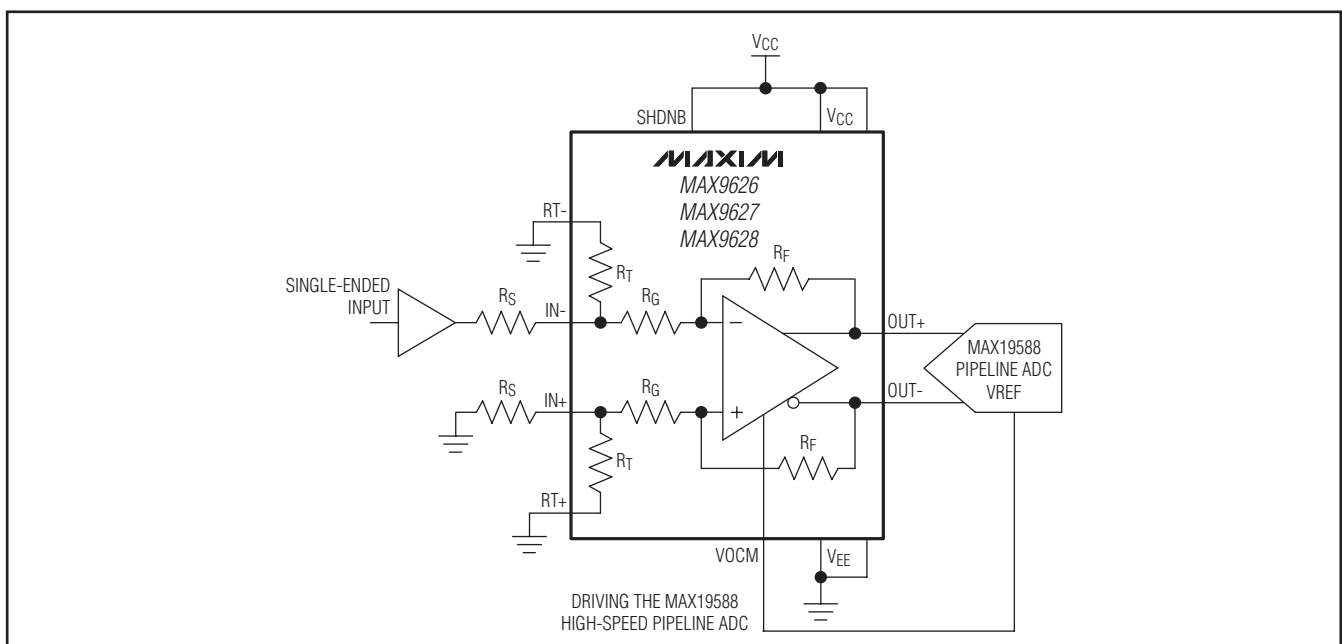 VCC
SHDNB
VCC
MAXIM
MAX9626
MAX9627
MAX9628
RT-
RT
RF
SINGLE-ENDED
INPUT
RS
IN-
RG
−
OUT+
MAX19588
PIPELINE ADC
VREF
RS
IN+
RG
+
OUT-
RT
RF
RT+
VOCM
VEE
DRIVING THE MAX19588
HIGH-SPEED PIPELINE ADC